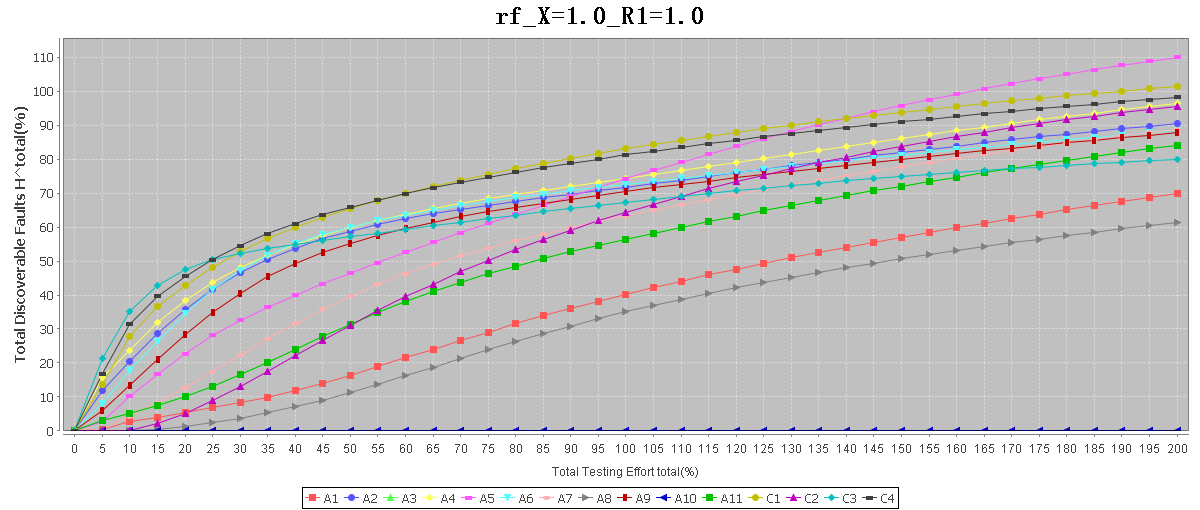 rf_X=1.0_R1=1.0
Total Discoverable Faults H^total(%)
110
100
90
80
70
60
50
40
30
20
10
0
0 5 10 15 20 25 30 35 40 45 50 55 60 65 70 75 80 85 90 95 100 105 110 115 120 125 130 135 140 145 150 155 160 165 170 175 180 185 190 195 200
Total Testing Effort total(%)
A1 A2 A3 A4 A5 A6 A7 A8 A9 A10 A11 C1 C2 C3 C4